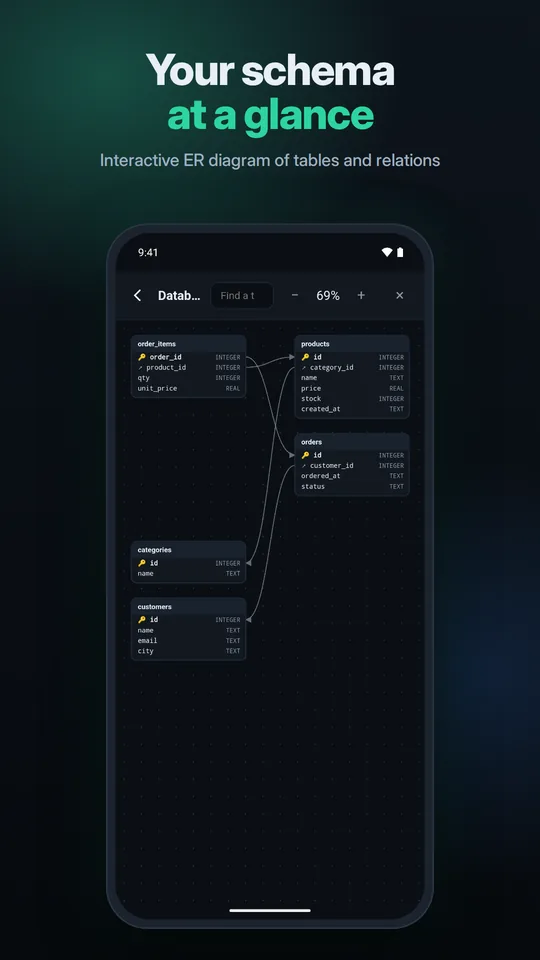 Your schema
at a glance
Interactive ER diagram of tables and relations
9:41
Datab... Find a t − 69% + ×
order_items
order_id INTEGER
product_id INTEGER
qty INTEGER
unit_price REAL
products
id INTEGER
category_id INTEGER
name TEXT
price REAL
stock INTEGER
created_at TEXT
orders
id INTEGER
customer_id INTEGER
ordered_at TEXT
status TEXT
categories
id INTEGER
name TEXT
customers
id INTEGER
name TEXT
email TEXT
city TEXT